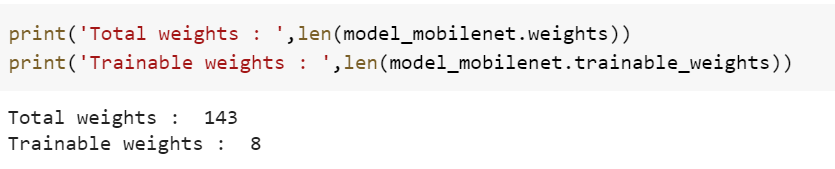 print('Total weights : ',len(model_mobilenet.weights))
print('Trainable weights : ',len(model_mobilenet.trainable_weights))
Total weights :  143
Trainable weights :  8